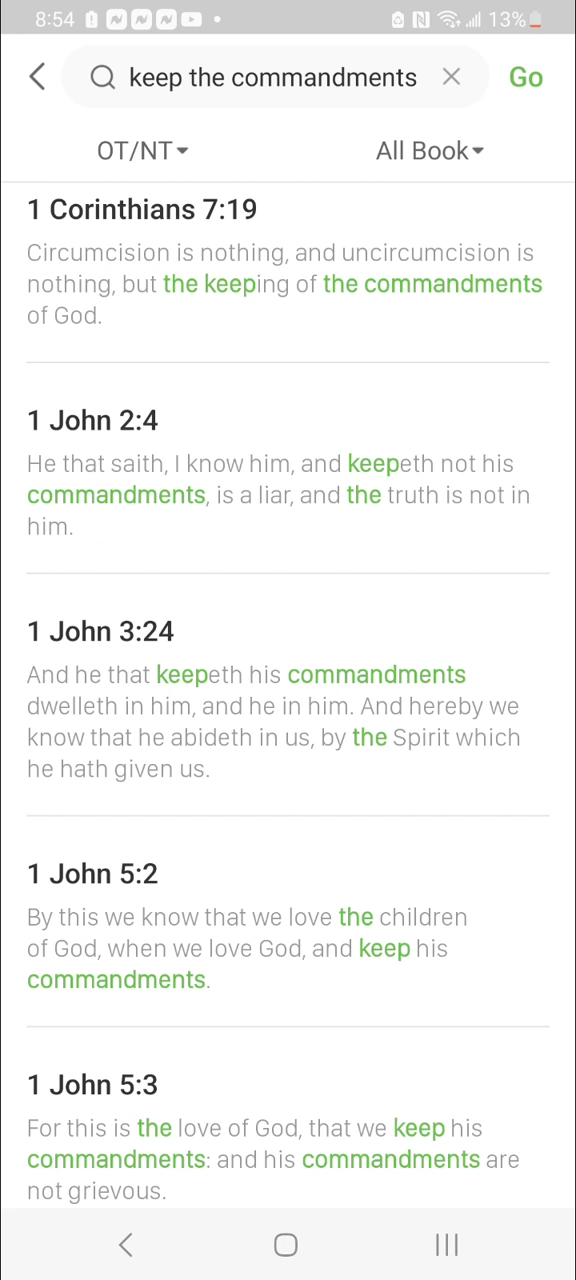 8:54
13%
keep the commandments
Go
OT/NT
All Book
1 Corinthians 7:19
Circumcision is nothing, and uncircumcision is
nothing, but the keeping of the commandments
of God.
1 John 2:4
He that saith, I know him, and keepeth not his
commandments, is a liar, and the truth is not in
him.
1 John 3:24
And he that keepeth his commandments
dwelleth in him, and he in him. And hereby we
know that he abideth in us, by the Spirit which
he hath given us.
1 John 5:2
By this we know that we love the children
of God, when we love God, and keep his
commandments.
1 John 5:3
For this is the love of God, that we keep his
commandments: and his commandments are
not grievous.